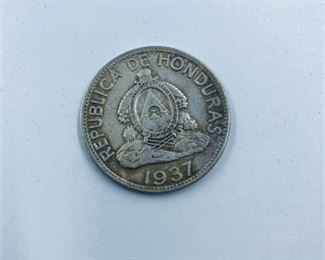 REPUBLICA DE HONDURAS
1937